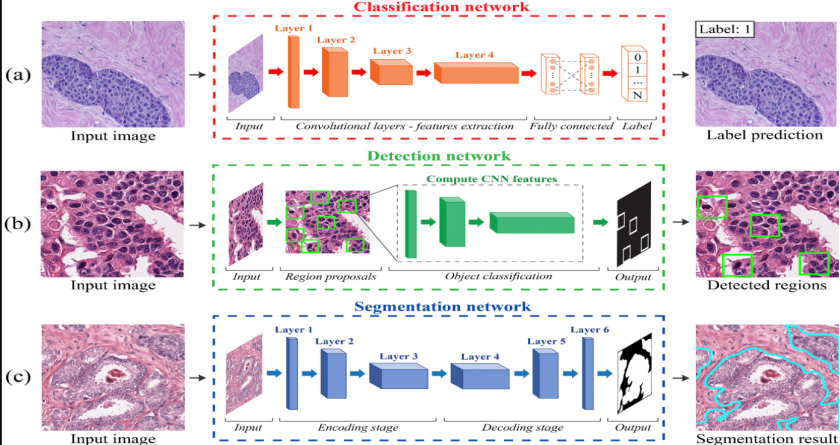 Classification network
(a)
Input image
Layer 1
Layer 2
Layer 3
Layer 4
0
1
...
N
Input
Convolutional layers - features extraction
Fully connected
Label
Label: 1
Label prediction
Detection network
(b)
Input image
Compute CNN features
Input
Region proposals
Object classification
Output
Detected regions
Segmentation network
(c)
Input image
Layer 1
Layer 2
Layer 3
Layer 4
Layer 5
Layer 6
Input
Encoding stage
Decoding stage
Output
Segmentation result